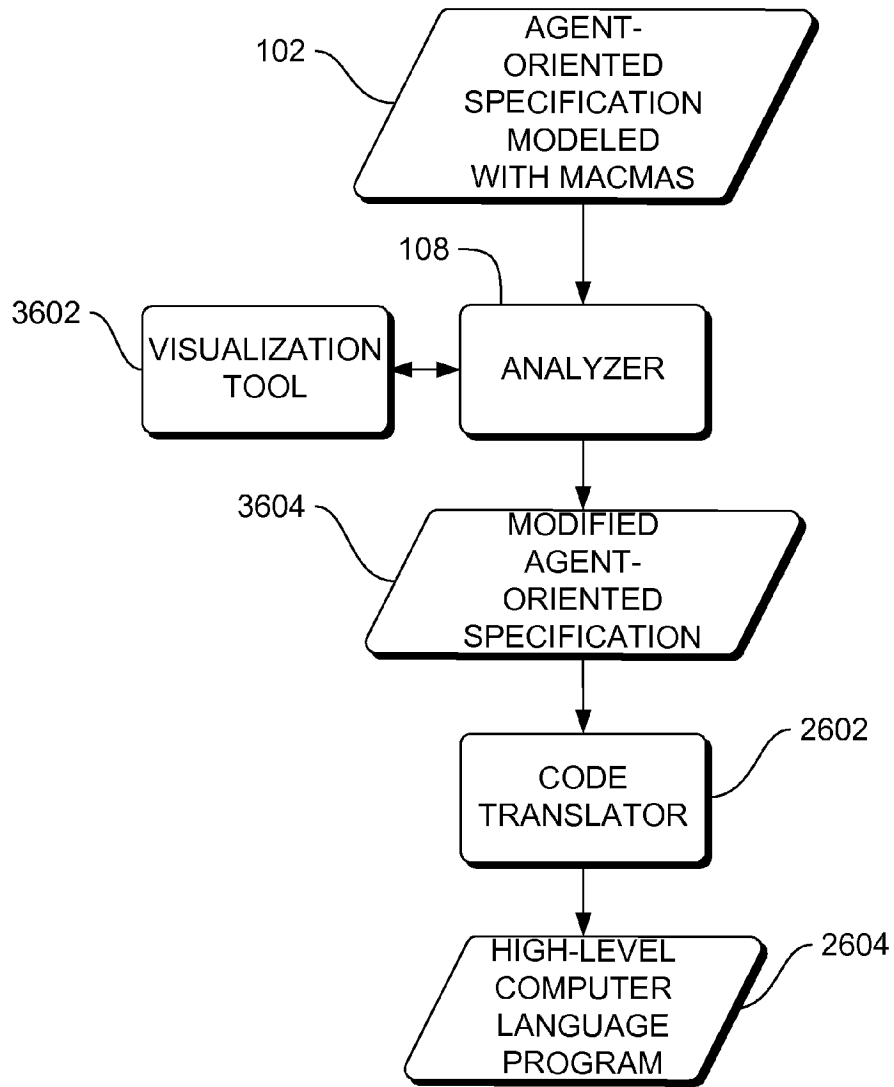 102
AGENT-
ORIENTED
SPECIFICATION
MODELED
WITH MACMAS
108
ANALYZER
3602
VISUALIZATION
TOOL
3604
MODIFIED
AGENT-
ORIENTED
SPECIFICATION
2602
CODE
TRANSLATOR
2604
HIGH-LEVEL
COMPUTER
LANGUAGE
PROGRAM